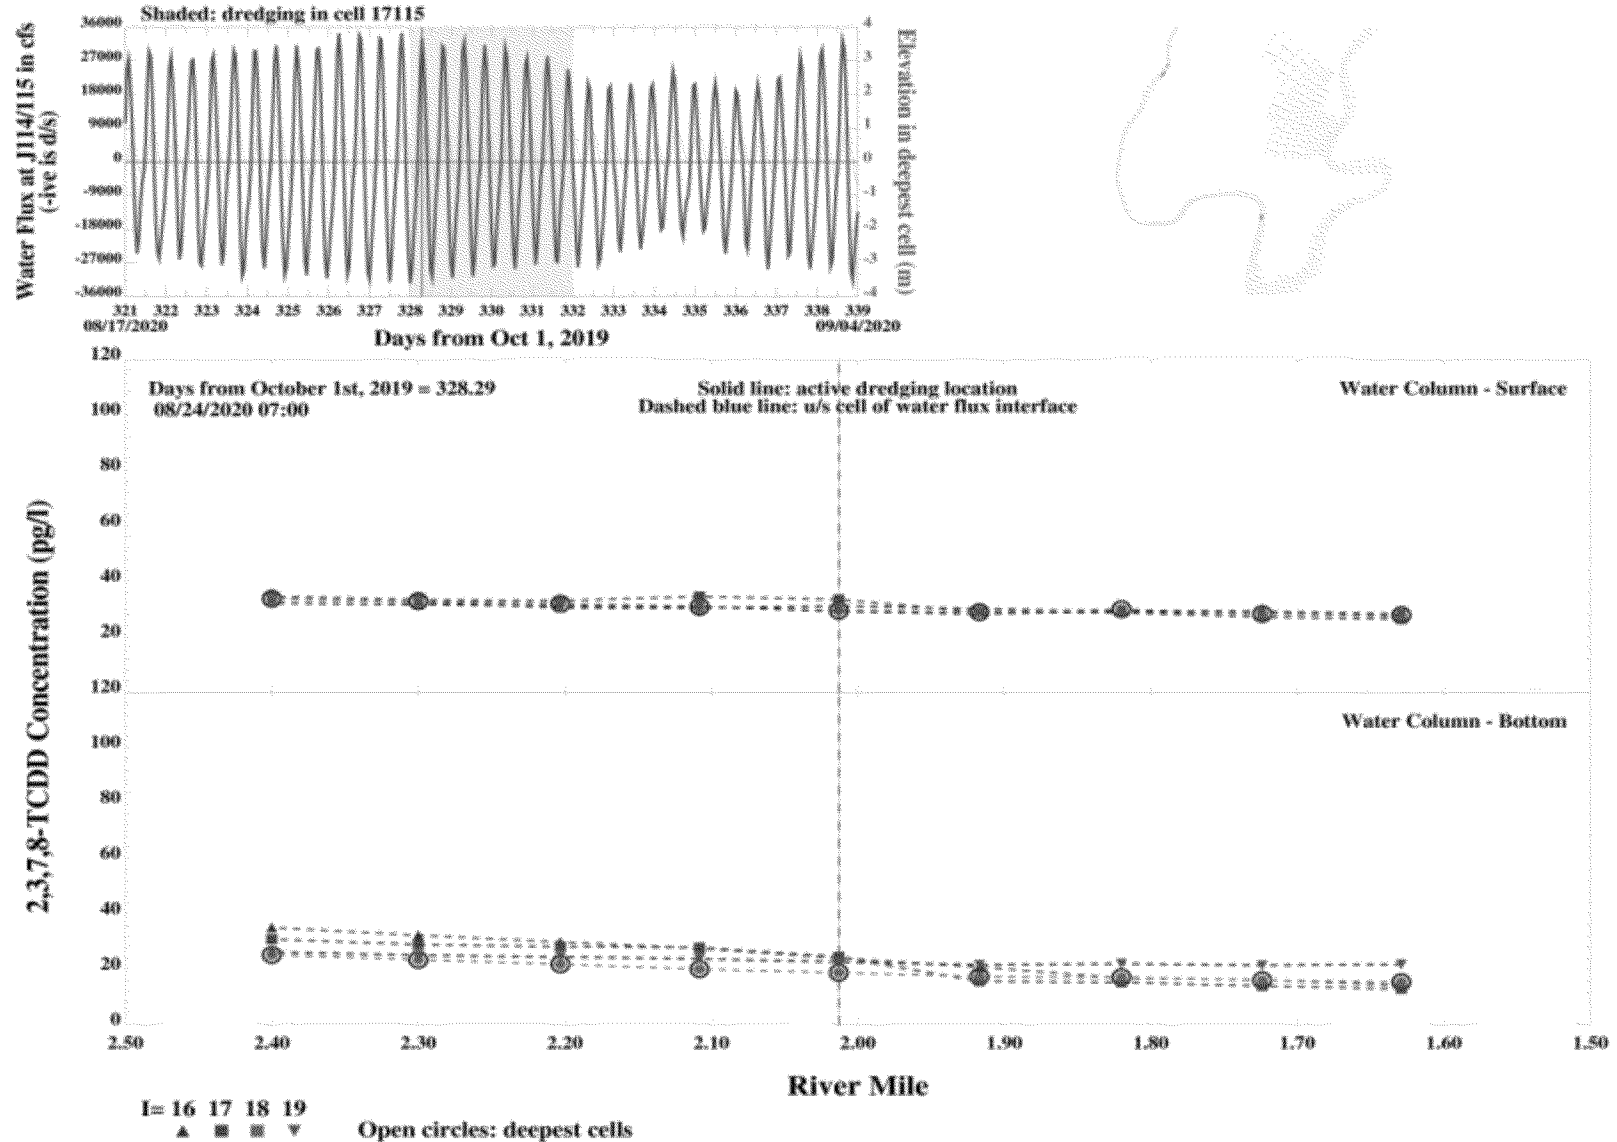 Shaded: dredging in cell 17115
Water Flux at J114/115 in cfs
(-ive is d/s)
36000
27000
18000
9000
0
-9000
-18000
-27000
-36000
4
3
2
1
0
-1
-2
-3
-4
Elevation in deepest cell (m)
321 322 323 324 325 326 327 328 329 330 331 332 333 334 335 336 337 338 339
08/17/2020 09/04/2020
Days from Oct 1, 2019
2,3,7,8-TCDD Concentration (pg/l)
120
100
80
60
40
20
Days from October 1st, 2019 = 328.29
08/24/2020 07:00
Solid line: active dredging location
Dashed blue line: u/s cell of water flux interface
Water Column - Surface
120
100
80
60
40
20
0
Water Column - Bottom
2.50 2.40 2.30 2.20 2.10 2.00 1.90 1.80 1.70 1.60 1.50
River Mile
I= 16 17 18 19
Open circles: deepest cells